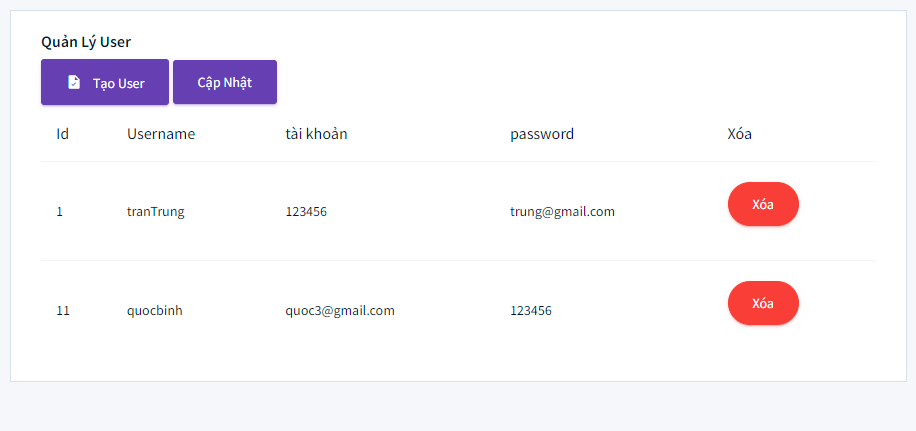 Quản Lý User
Tạo User Cập Nhật
Id Username tài khoản password Xóa
1 tranTrung 123456 trung@gmail.com Xóa
11 quocbinh quoc3@gmail.com 123456 Xóa